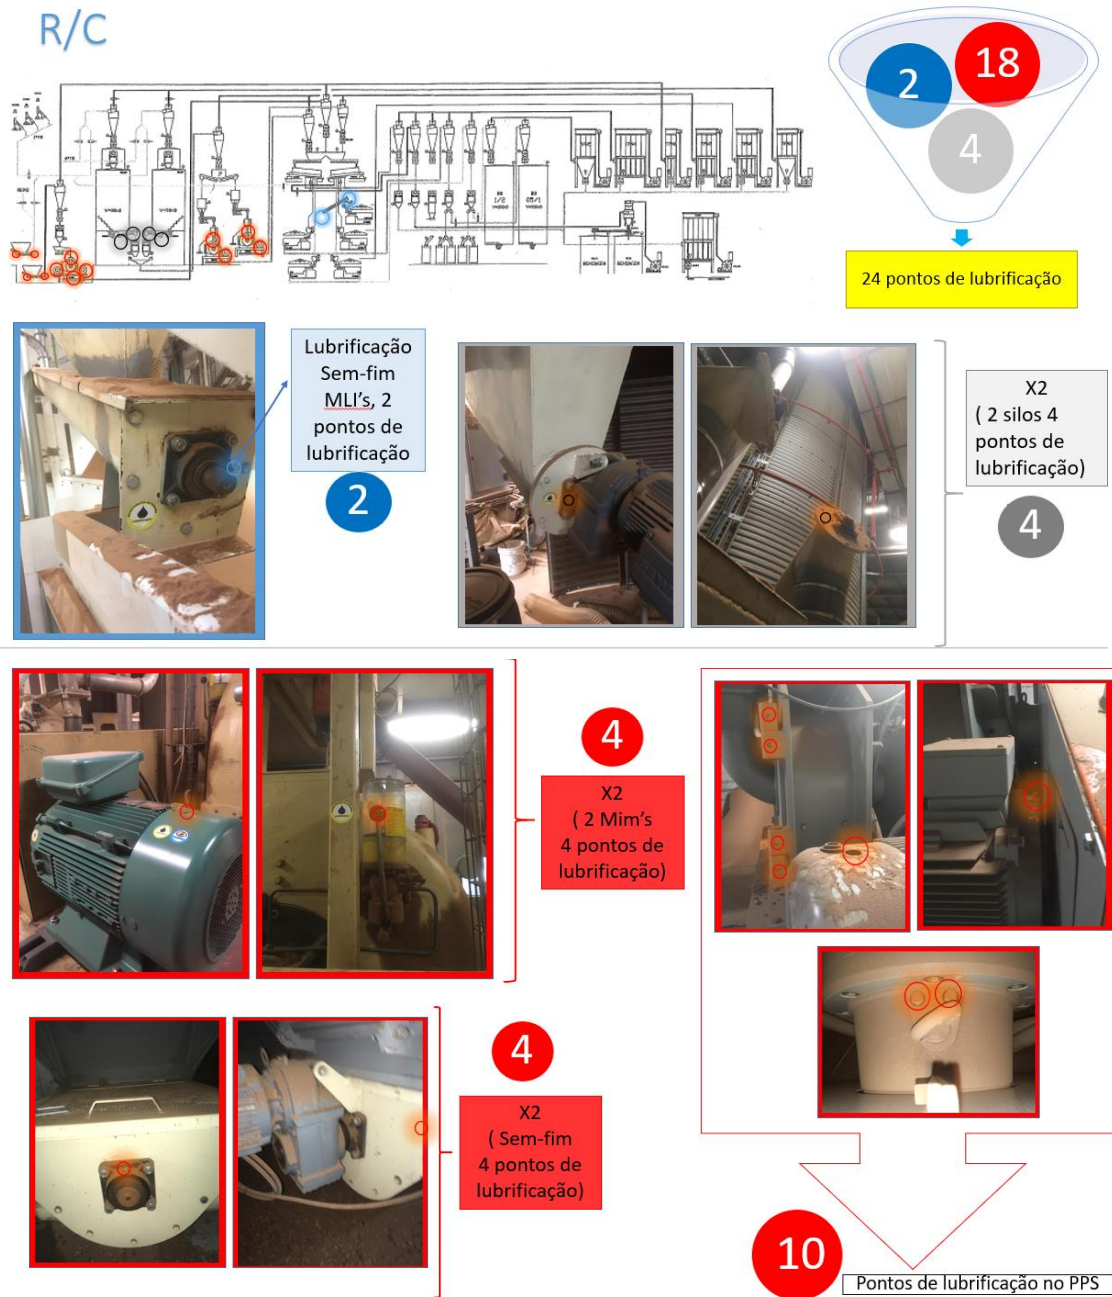 R/C
2
18
4
24 pontos de lubrificação
Lubrificação
Sem-fim
MLI's, 2
pontos de
lubrificação
2
X2
( 2 silos 4
pontos de
lubrificação)
4
4
X2
( 2 Mim's
4 pontos de
lubrificação)
4
X2
( Sem-fim
4 pontos de
lubrificação)
10
Pontos de lubrificação no PPS